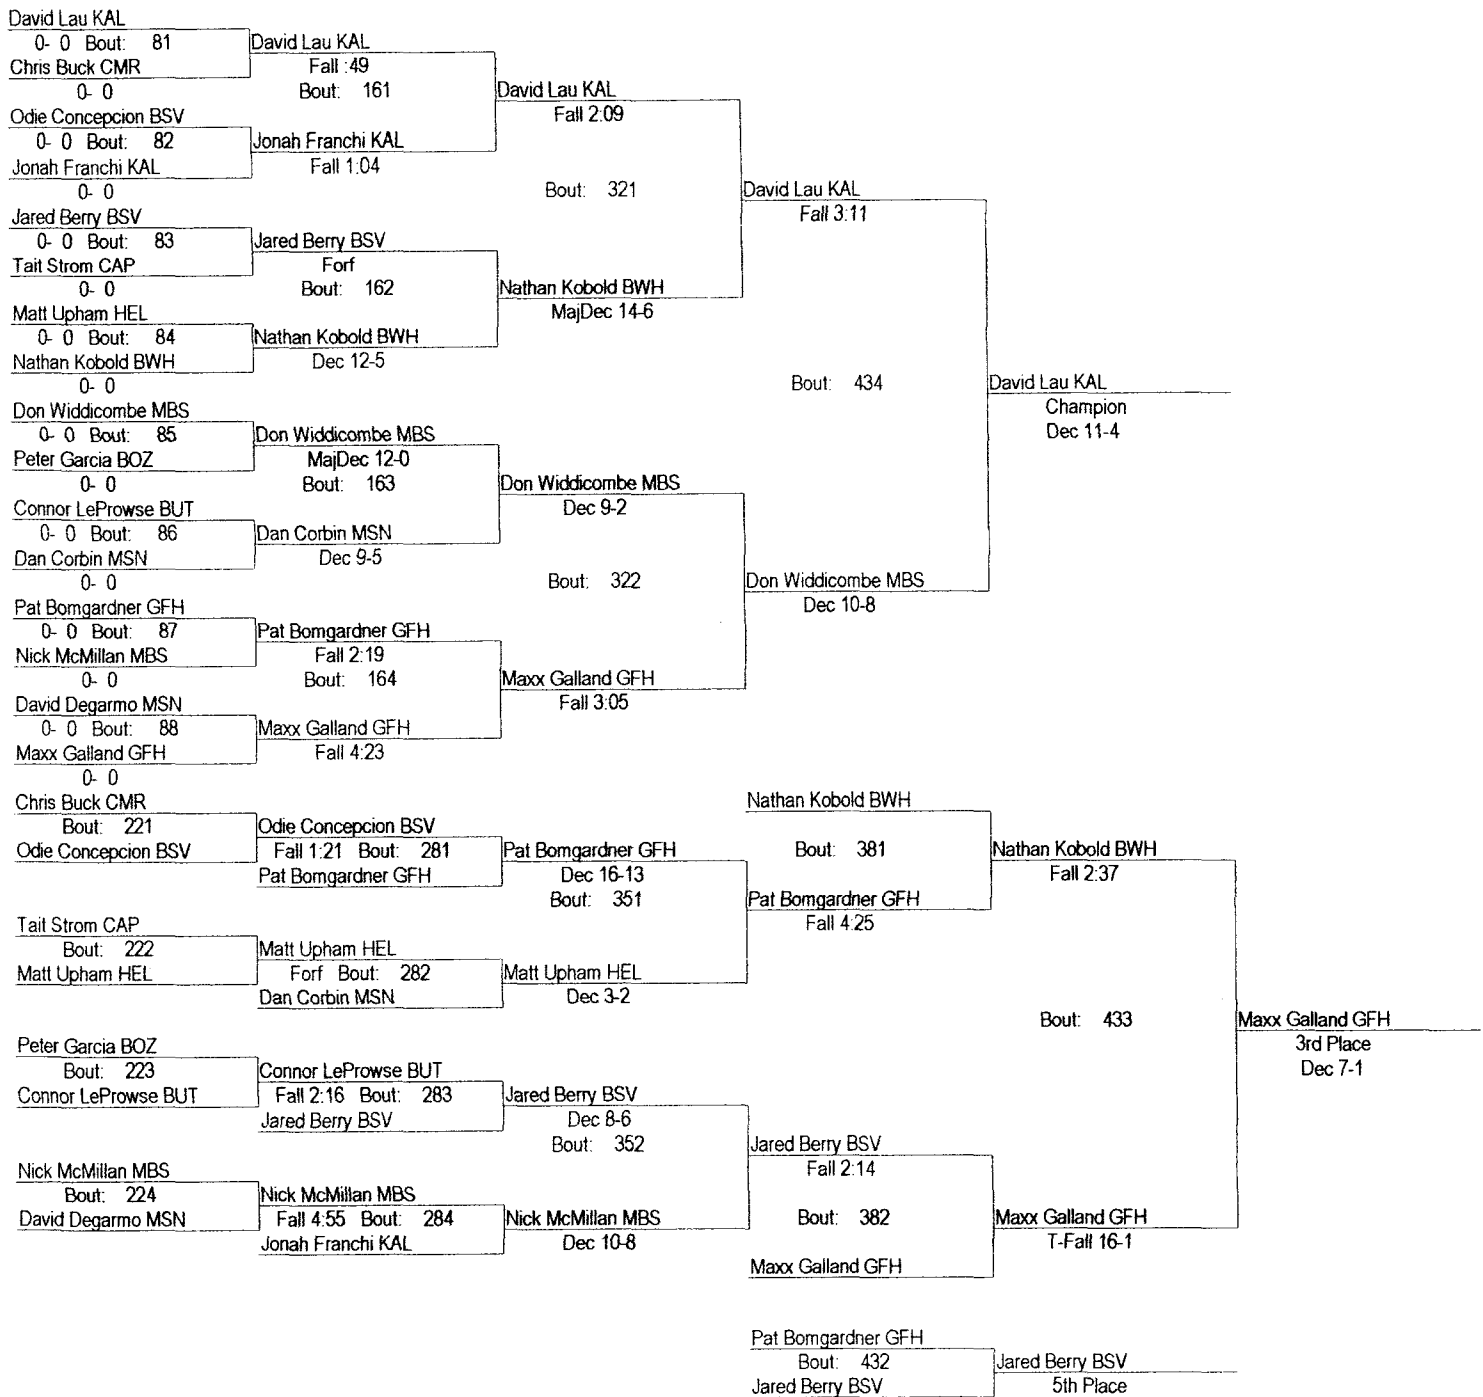 David Lau KAL
0- 0 Bout: 81
Chris Buck CMR
0- 0
Odie Concepcion BSV
0- 0 Bout: 82
Jonah Franchi KAL
0- 0
Jared Berry BSV
0- 0 Bout: 83
Tait Strom CAP
0- 0
Matt Upham HEL
0- 0 Bout: 84
Nathan Kobold BWH
0- 0
Don Widdicombe MBS
0- 0 Bout: 85
Peter Garcia BOZ
0- 0
Connor LeProwse BUT
0- 0 Bout: 86
Dan Corbin MSN
0- 0
Pat Bomgardner GFH
0- 0 Bout: 87
Nick McMillan MBS
0- 0
David Degarmo MSN
0- 0 Bout: 88
Maxx Galland GFH
0- 0
David Lau KAL
Fall :49
Bout: 161
Jonah Franchi KAL
Fall 1:04
Jared Berry BSV
Forf
Bout: 162
Nathan Kobold BWH
Dec 12-5
Don Widdicombe MBS
MajDec 12-0
Bout: 163
Dan Corbin MSN
Dec 9-5
Pat Bomgardner GFH
Fall 2:19
Bout: 164
Maxx Galland GFH
Fall 4:23
David Lau KAL
Fall 2:09
Bout: 321
Nathan Kobold BWH
MajDec 14-6
Don Widdicombe MBS
Dec 9-2
Bout: 322
Maxx Galland GFH
Fall 3:05
David Lau KAL
Fall 3:11
Bout: 434
Don Widdicombe MBS
Dec 10-8
David Lau KAL
Champion
Dec 11-4
Chris Buck CMR
Bout: 221
Odie Concepcion BSV
Tait Strom CAP
Bout: 222
Matt Upham HEL
Peter Garcia BOZ
Bout: 223
Connor LeProwse BUT
Nick McMillan MBS
Bout: 224
David Degarmo MSN
Odie Concepcion BSV
Fall 1:21 Bout: 281
Pat Bomgardner GFH
Matt Upham HEL
Forf Bout: 282
Dan Corbin MSN
Connor LeProwse BUT
Fall 2:16 Bout: 283
Jared Berry BSV
Nick McMillan MBS
Fall 4:55 Bout: 284
Jonah Franchi KAL
Pat Bomgardner GFH
Dec 16-13
Bout: 351
Matt Upham HEL
Dec 3-2
Jared Berry BSV
Dec 8-6
Bout: 352
Nick McMillan MBS
Dec 10-8
Nathan Kobold BWH
Bout: 381
Pat Bomgardner GFH
Fall 4:25
Jared Berry BSV
Fall 2:14
Bout: 382
Maxx Galland GFH
Nathan Kobold BWH
Fall 2:37
Bout: 433
Maxx Galland GFH
T-Fall 16-1
Maxx Galland GFH
3rd Place
Dec 7-1
Pat Bomgardner GFH
Bout: 432
Jared Berry BSV
Jared Berry BSV
5th Place